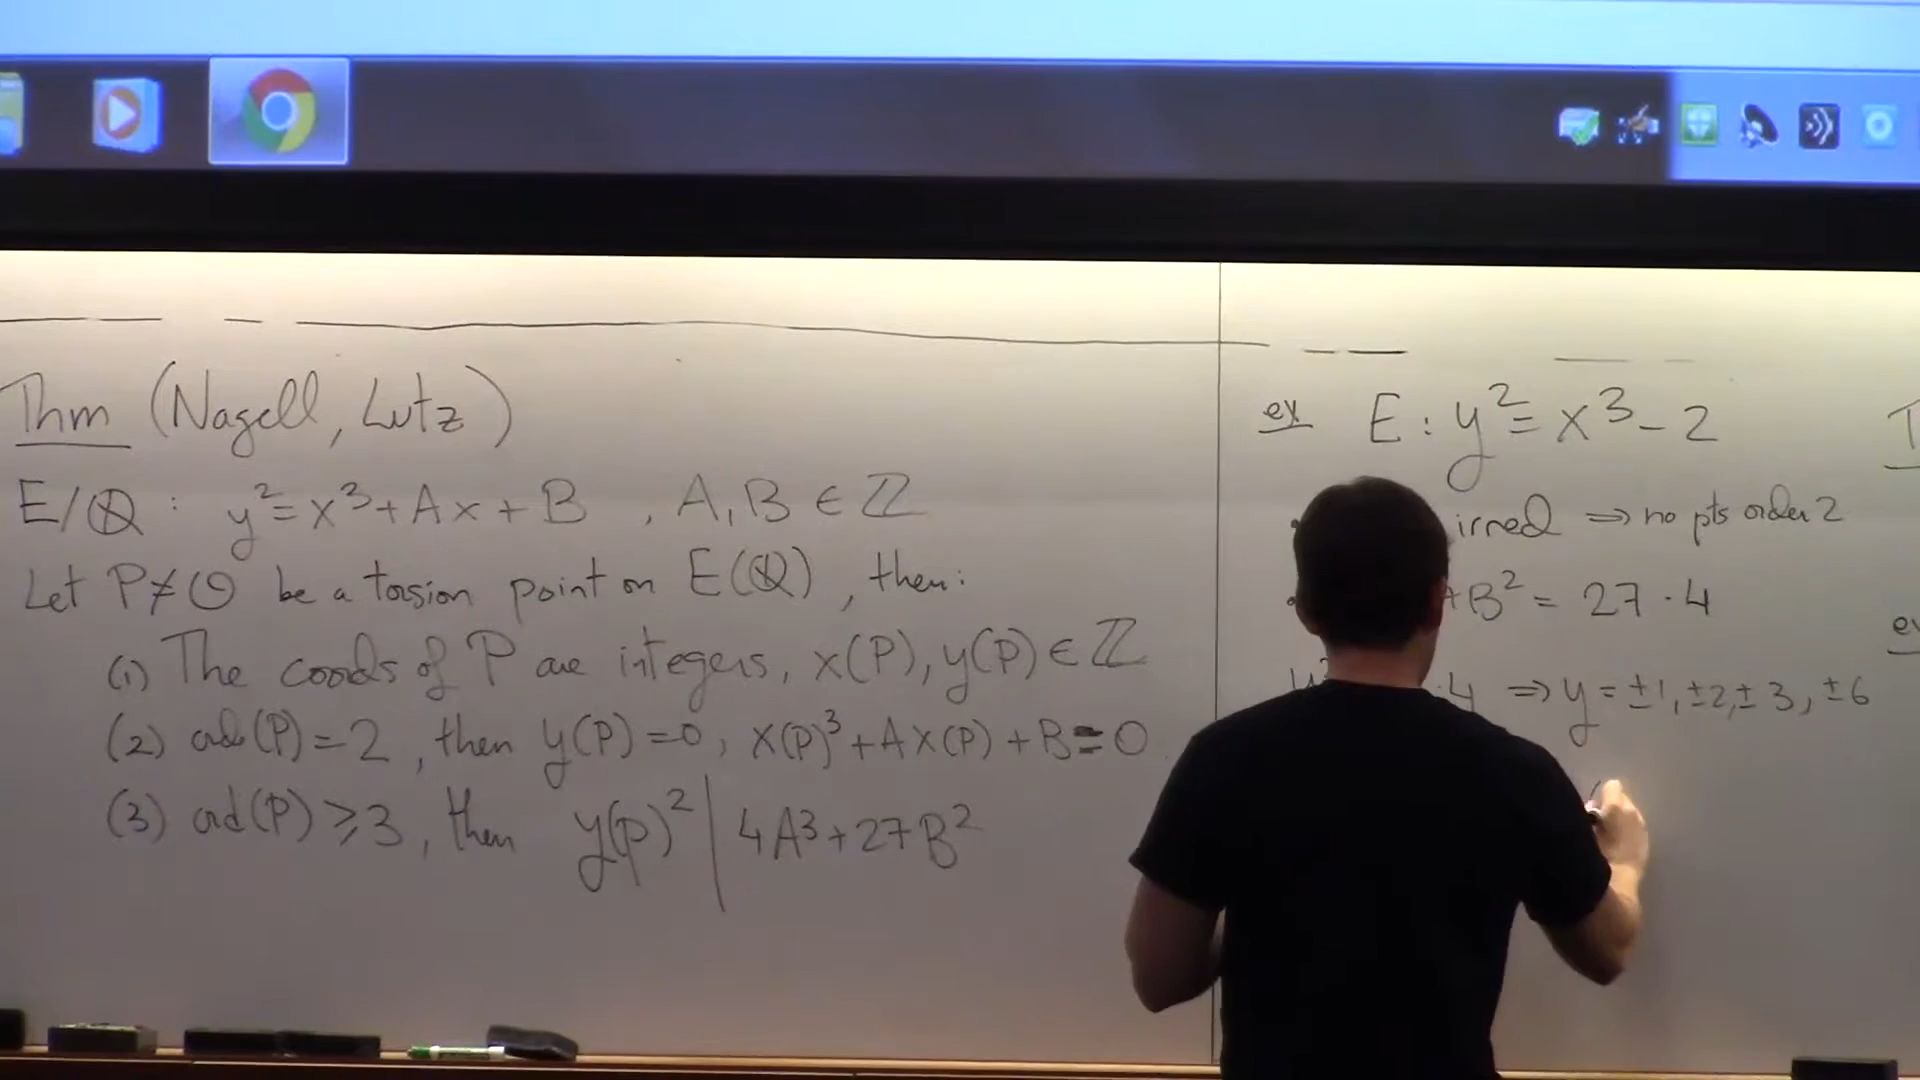 Thm (Nagell, Lutz)
E/ℚ : y² = x³ + Ax + B , A, B ∈ ℤ
Let P ≠ O be a torsion point on E(ℚ), then:
(1) The coords of P are integers, x(P), y(P) ∈ ℤ
(2) ord(P) = 2, then y(P) = 0, x(P)³ + Ax(P) + B = 0
(3) ord(P) ⩾ 3, then y(P)² | 4A³ + 27B²
ex E : y² = x³ - 2
irred ⇒ no pts order 2
B² = 27 · 4
· 4 ⇒ y = ±1, ±2, ±3, ±6